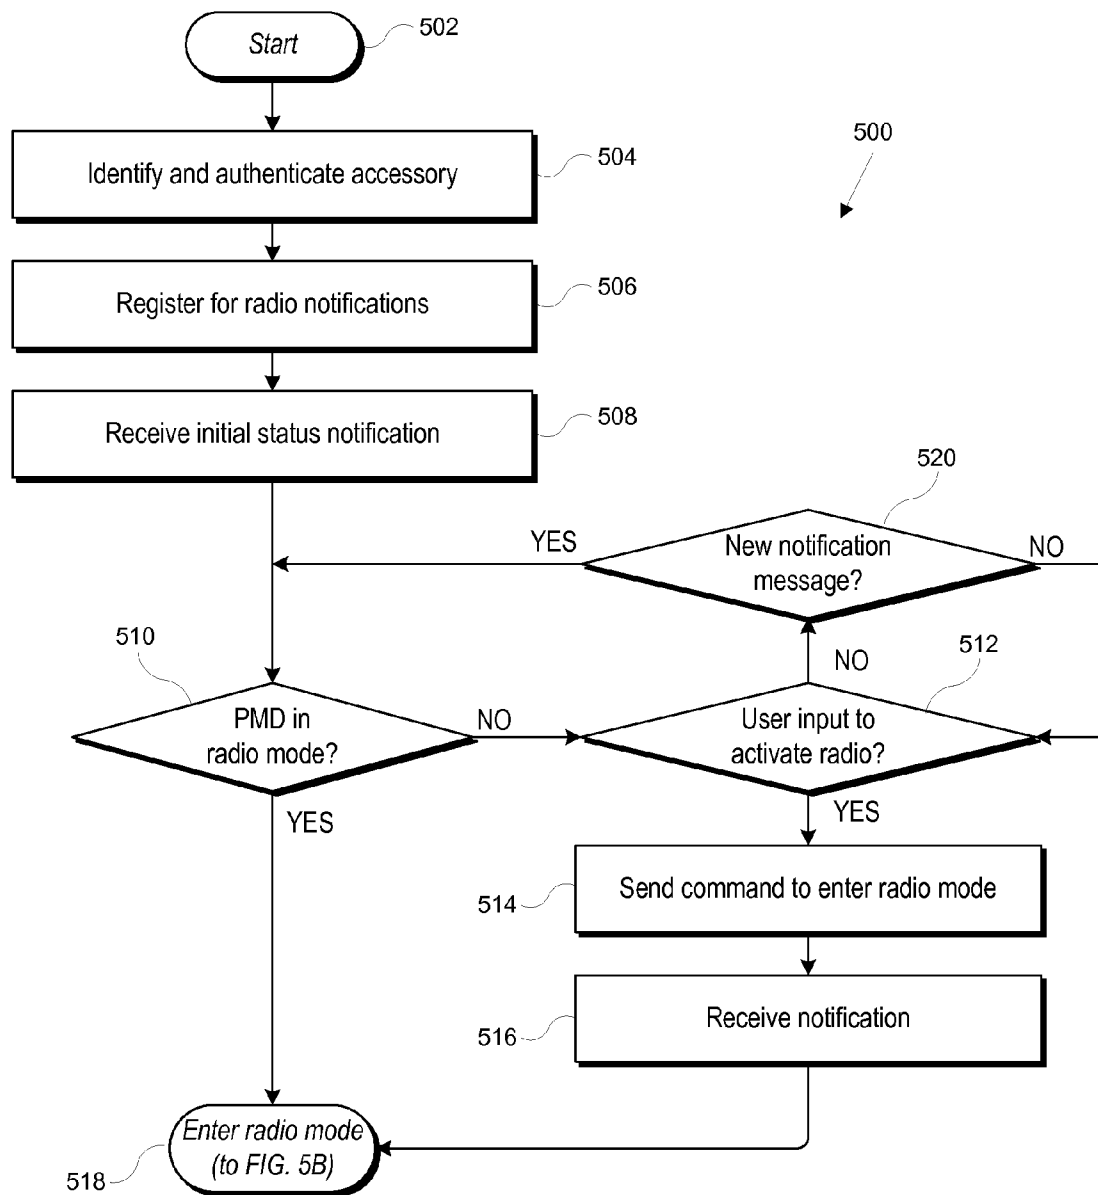 Start
502
500
Identify and authenticate accessory
504
Register for radio notifications
506
Receive initial status notification
508
520
New notification
message?
YES
NO
510
PMD in
radio mode?
NO
YES
NO
512
User input to
activate radio?
YES
Send command to enter radio mode
514
Receive notification
516
Enter radio mode
(to FIG. 5B)
518